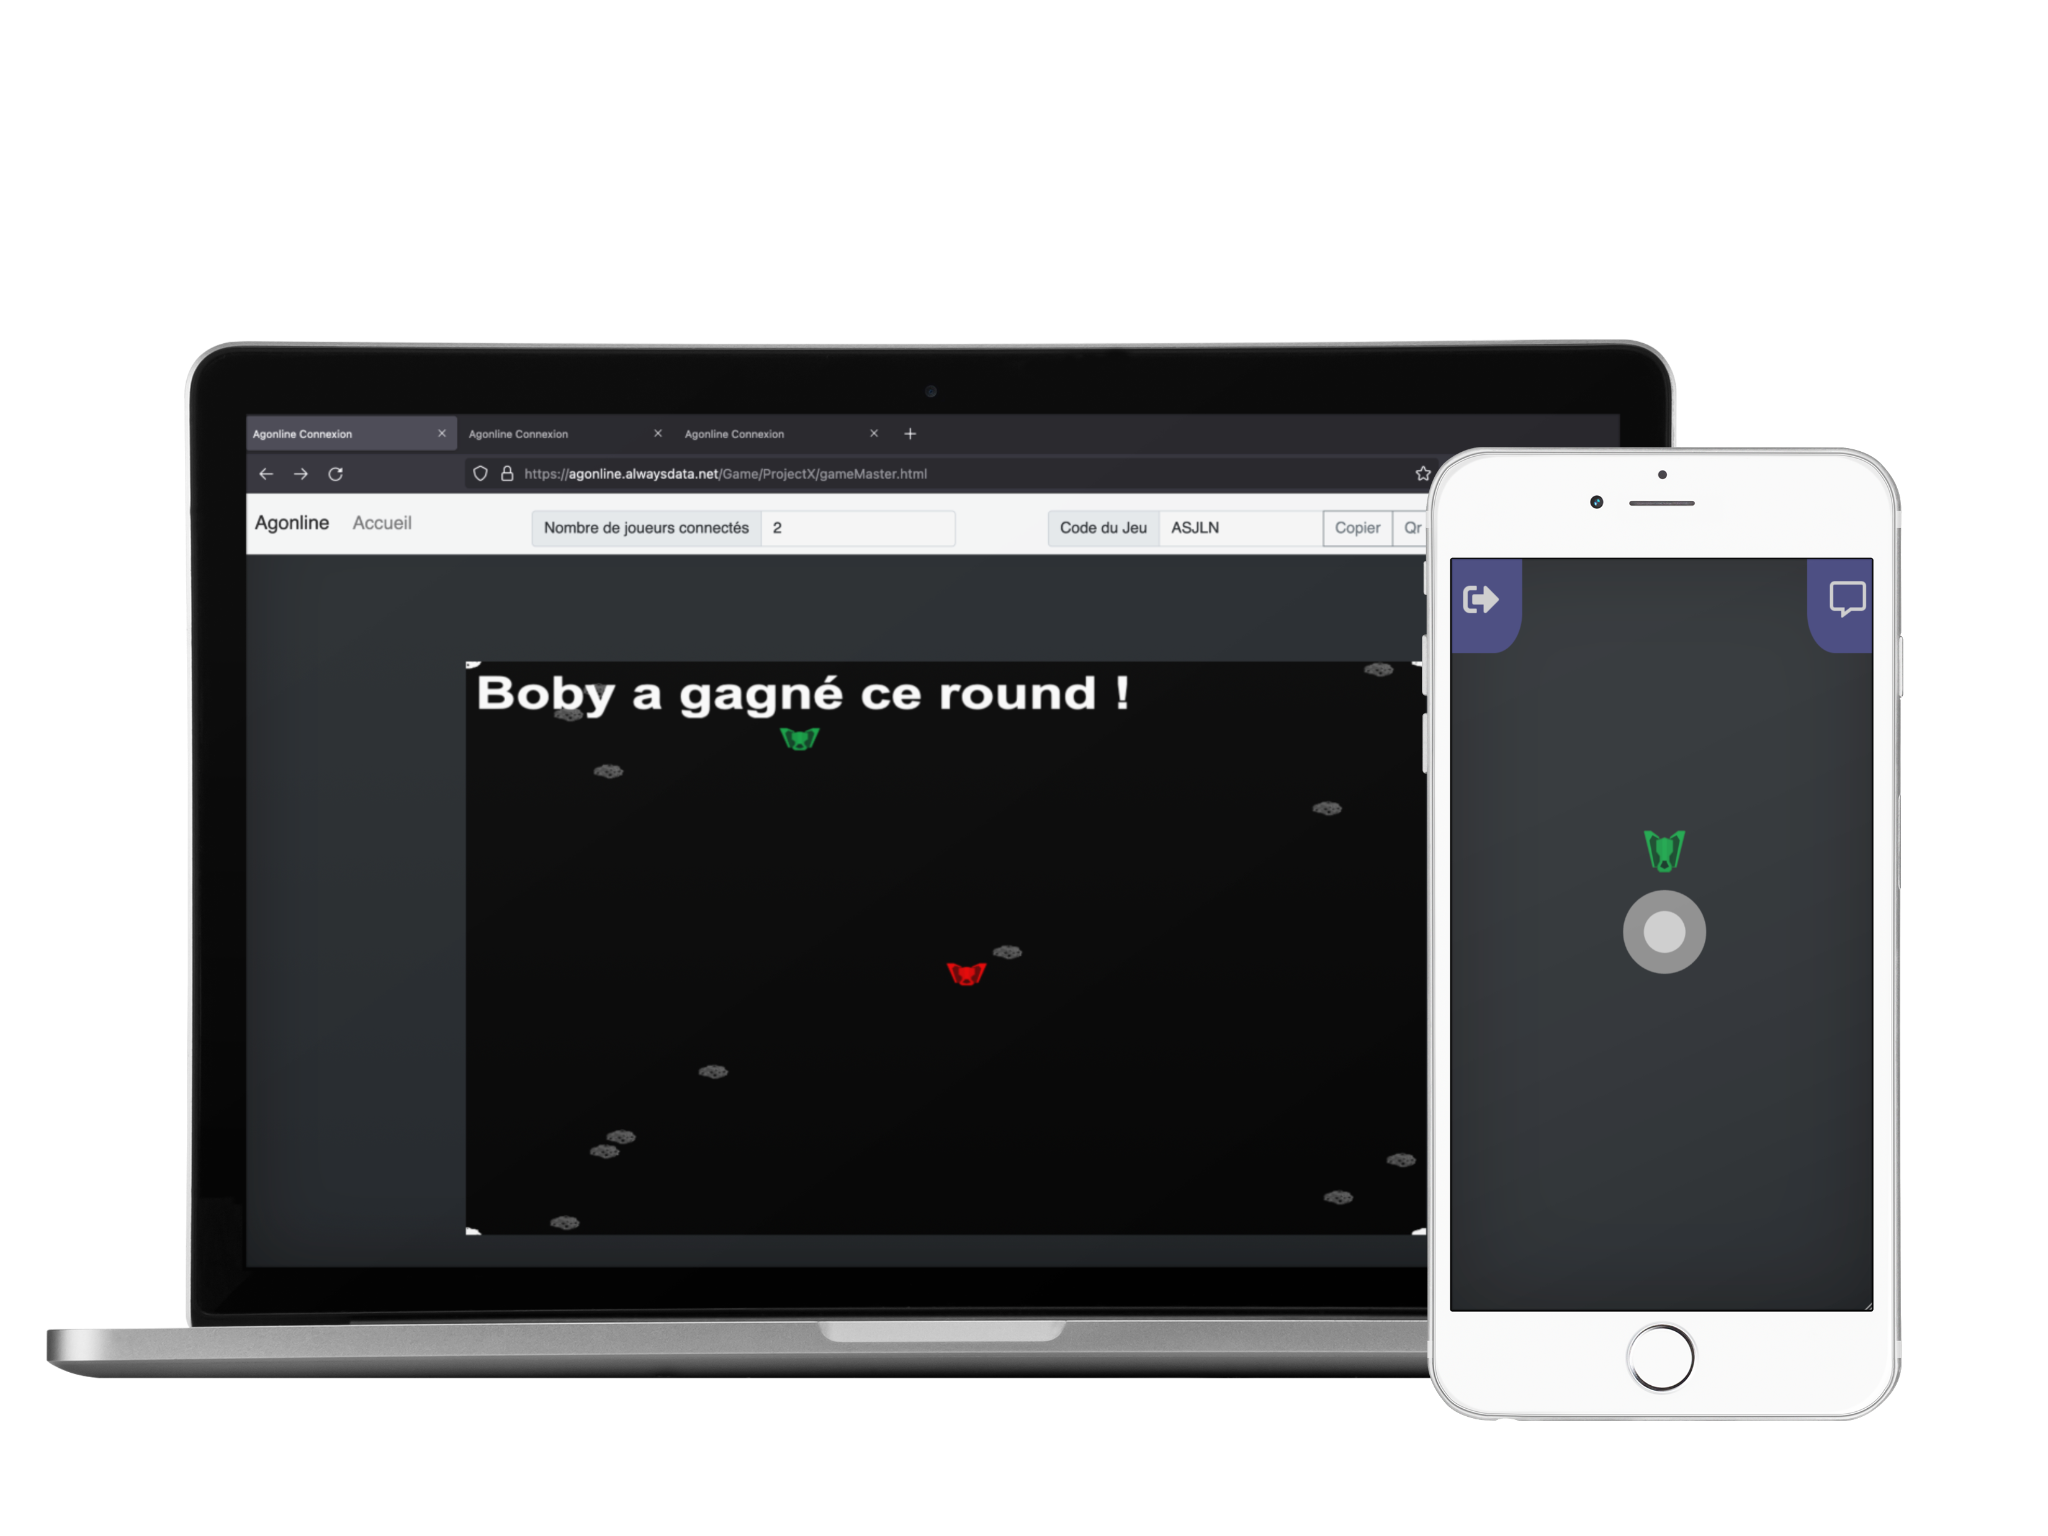 Agonline Connexion
Agonline Connexion
Agonline Connexion
https://agonline.alwaysdata.net/Game/ProjectX/gameMaster.html
Agonline Accueil
Nombre de joueurs connectés 2
Code du Jeu ASJLN Copier Qr
Boby a gagné ce round !